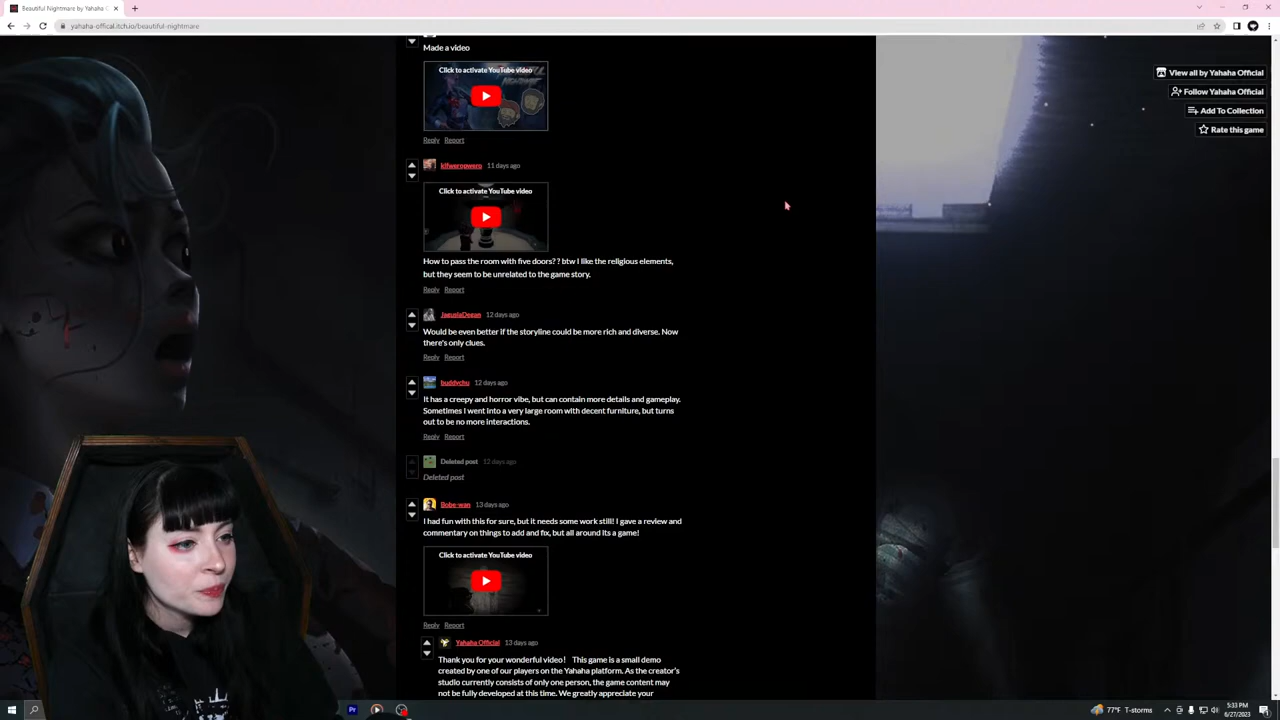 Beautiful Nightmare by Yahaha O
yahaha-offical.itch.io/beautiful-nightmare
View all by Yahaha Official
Follow Yahaha Official
Add To Collection
Rate this game
Made a video
Click to activate YouTube video
Reply Report
11 days ago
Click to activate YouTube video
How to pass the room with five doors? ? btw I like the religious elements,
but they seem to be unrelated to the game story.
Reply Report
JagusiaDegan 12 days ago
Would be even better if the storyline could be more rich and diverse. Now
there's only clues.
Reply Report
buddychu 12 days ago
It has a creepy and horror vibe, but can contain more details and gameplay.
Sometimes I went into a very large room with decent furniture, but turns
out to be no more interactions.
Reply Report
Deleted post 12 days ago
Deleted post
Bobe-wan 13 days ago
I had fun with this for sure, but it needs some work still! I gave a review and
commentary on things to add and fix, but all around its a game!
Click to activate YouTube video
Reply Report
Yahaha Official 13 days ago
Thank you for your wonderful video! This game is a small demo
created by one of our players on the Yahaha platform. As the creator's
studio currently consists of only one person, the game content may
not be fully developed at this time. We greatly appreciate your
77°F T-storms
5:33 PM
6/27/2023